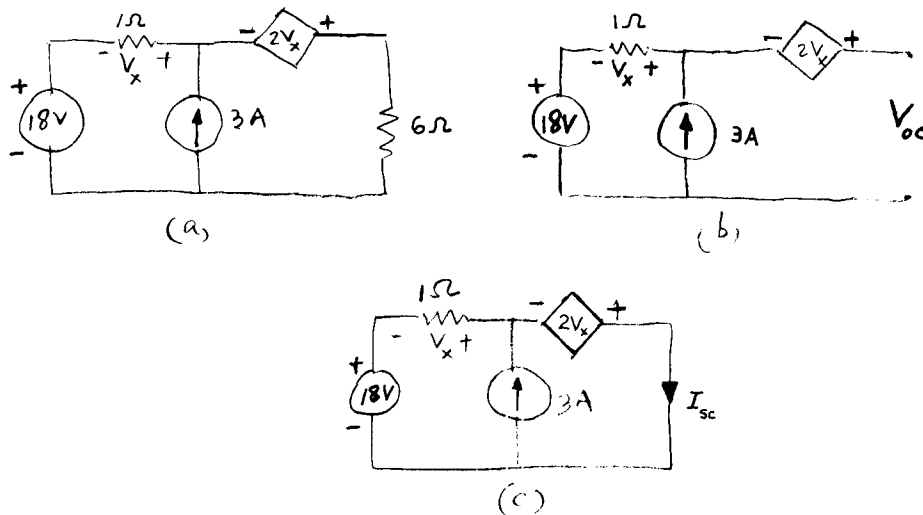 1Ω
- Vₓ +
- 2Vₓ +
+
18V
-
3A
6Ω
(a)
1Ω
- Vₓ +
- 2Vₓ +
+
18V
-
3A
Voc
(b)
1Ω
- Vₓ +
- 2Vₓ +
+
18V
-
3A
Isc
(c)